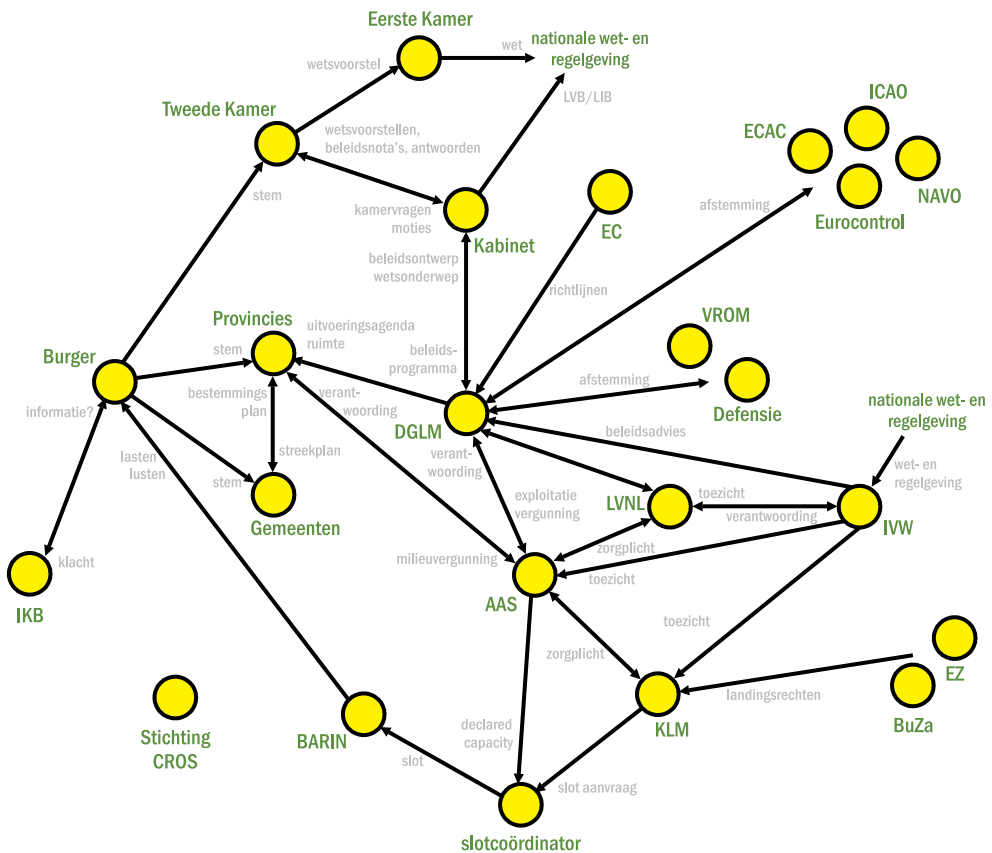 Eerste Kamer
wet
nationale wet- en
regelgeving
wetsvoorstel
ICAO
LVB/LIB
Tweede Kamer
wetsvoorstellen,
beleidsnota's, antwoorden
ECAC
NAVO
stem
kamervragen
moties
Kabinet
EC
afstemming
Eurocontrol
beleidsontwerp
wetsonderwep
richtlijnen
Provincies
uitvoeringsagenda
ruimte
VROM
Burger
stem
beleids-
programma
afstemming
bestemmings
plan
verant-
woording
Defensie
nationale wet- en
regelgeving
informatie?
DGLM
beleidsadvies
lasten
lusten
streekplan
verant-
woording
wet- en
regelgeving
stem
exploitatie
vergunning
LVNL
toezicht
verantwoording
Gemeenten
IVW
klacht
milieuvergunning
zorgplicht
toezicht
IKB
AAS
toezicht
zorgplicht
EZ
landingsrechten
BuZa
Stichting
CROS
BARIN
declared
capacity
KLM
slot
slot aanvraag
slotcoördinator